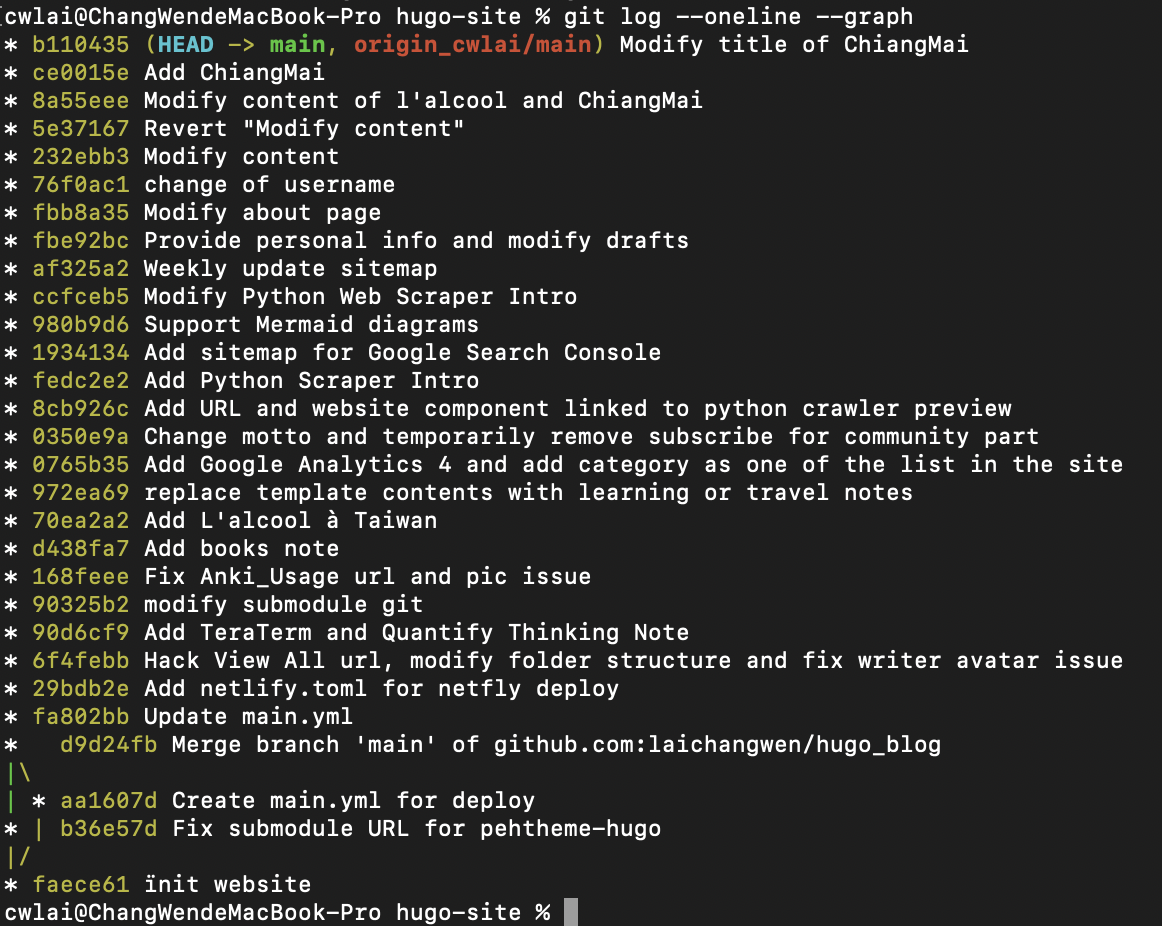 cwlai@ChangWendeMacBook-Pro hugo-site % git log --oneline --graph
* b110435 (HEAD -> main, origin_cwlai/main) Modify title of ChiangMai
* ce0015e Add ChiangMai
* 8a55eee Modify content of l'alcool and ChiangMai
* 5e37167 Revert "Modify content"
* 232ebb3 Modify content
* 76f0ac1 change of username
* fbb8a35 Modify about page
* fbe92bc Provide personal info and modify drafts
* af325a2 Weekly update sitemap
* ccfceb5 Modify Python Web Scraper Intro
* 980b9d6 Support Mermaid diagrams
* 1934134 Add sitemap for Google Search Console
* fedc2e2 Add Python Scraper Intro
* 8cb926c Add URL and website component linked to python crawler preview
* 0350e9a Change motto and temporarily remove subscribe for community part
* 0765b35 Add Google Analytics 4 and add category as one of the list in the site
* 972ea69 replace template contents with learning or travel notes
* 70ea2a2 Add L'alcool à Taiwan
* d438fa7 Add books note
* 168feee Fix Anki_Usage url and pic issue
* 90325b2 modify submodule git
* 90d6cf9 Add TeraTerm and Quantify Thinking Note
* 6f4febb Hack View All url, modify folder structure and fix writer avatar issue
* 29bdb2e Add netlify.toml for netfly deploy
* fa802bb Update main.yml
*   d9d24fb Merge branch 'main' of github.com:laichangwen/hugo_blog
|\
| * aa1607d Create main.yml for deploy
* | b36e57d Fix submodule URL for pehtheme-hugo
|/
* faece61 ïnit website
cwlai@ChangWendeMacBook-Pro hugo-site %